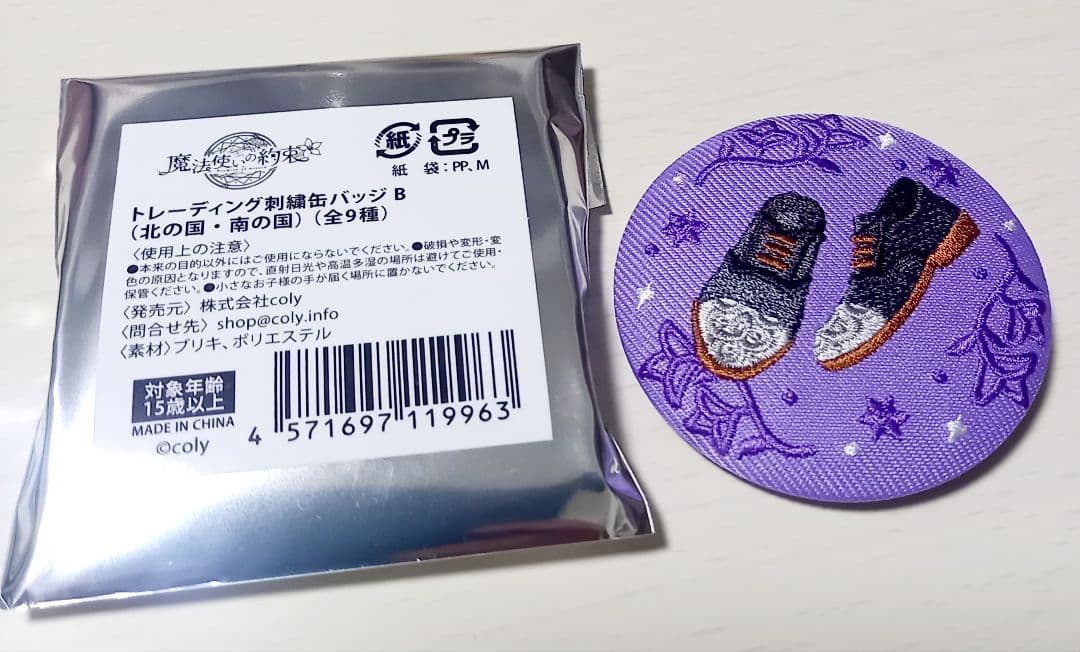 魔法使いの約束
紙 プラ
紙 袋:PP、M
トレーディング刺繍缶バッジ B
(北の国・南の国)(全9種)
〈使用上の注意〉
●本来の目的以外にはご使用にならないでください。●破損や変形・変
色の原因となりますので、直射日光や高温多湿の場所は避けてご使用・
保管ください。●小さなお子様の手が届く場所に置かないでください。
〈発売元〉株式会社coly
〈問合せ先〉shop@coly.info
〈素材〉ブリキ、ポリエステル
対象年齢
15歳以上
MADE IN CHINA
©coly
4 571697 119963